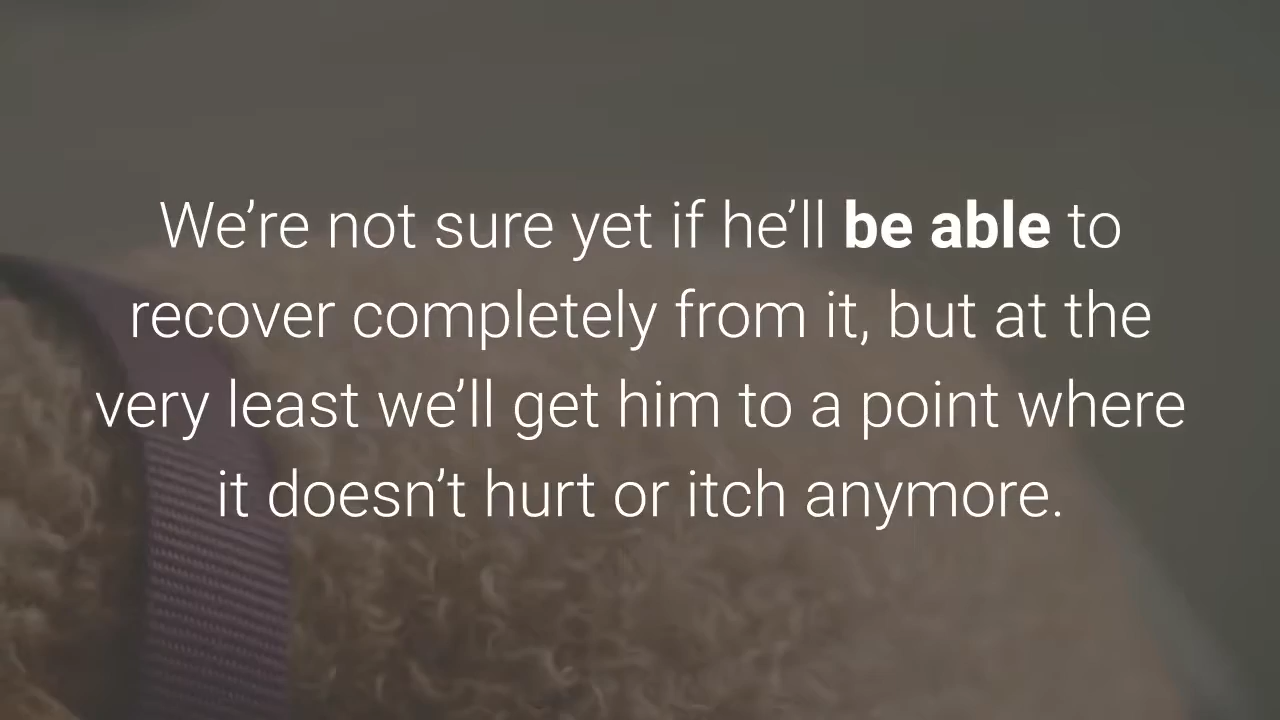 We’re not sure yet if he’ll be able to
recover completely from it, but at the
very least we’ll get him to a point where
it doesn’t hurt or itch anymore.